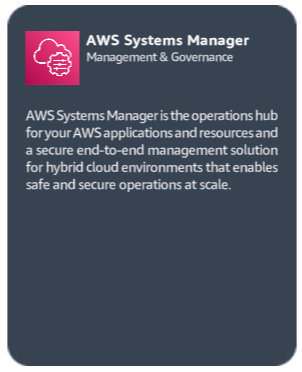 AWS Systems Manager
Management & Governance
AWS Systems Manager is the operations hub
for your AWS applications and resources and
a secure end-to-end management solution
for hybrid cloud environments that enables
safe and secure operations at scale.